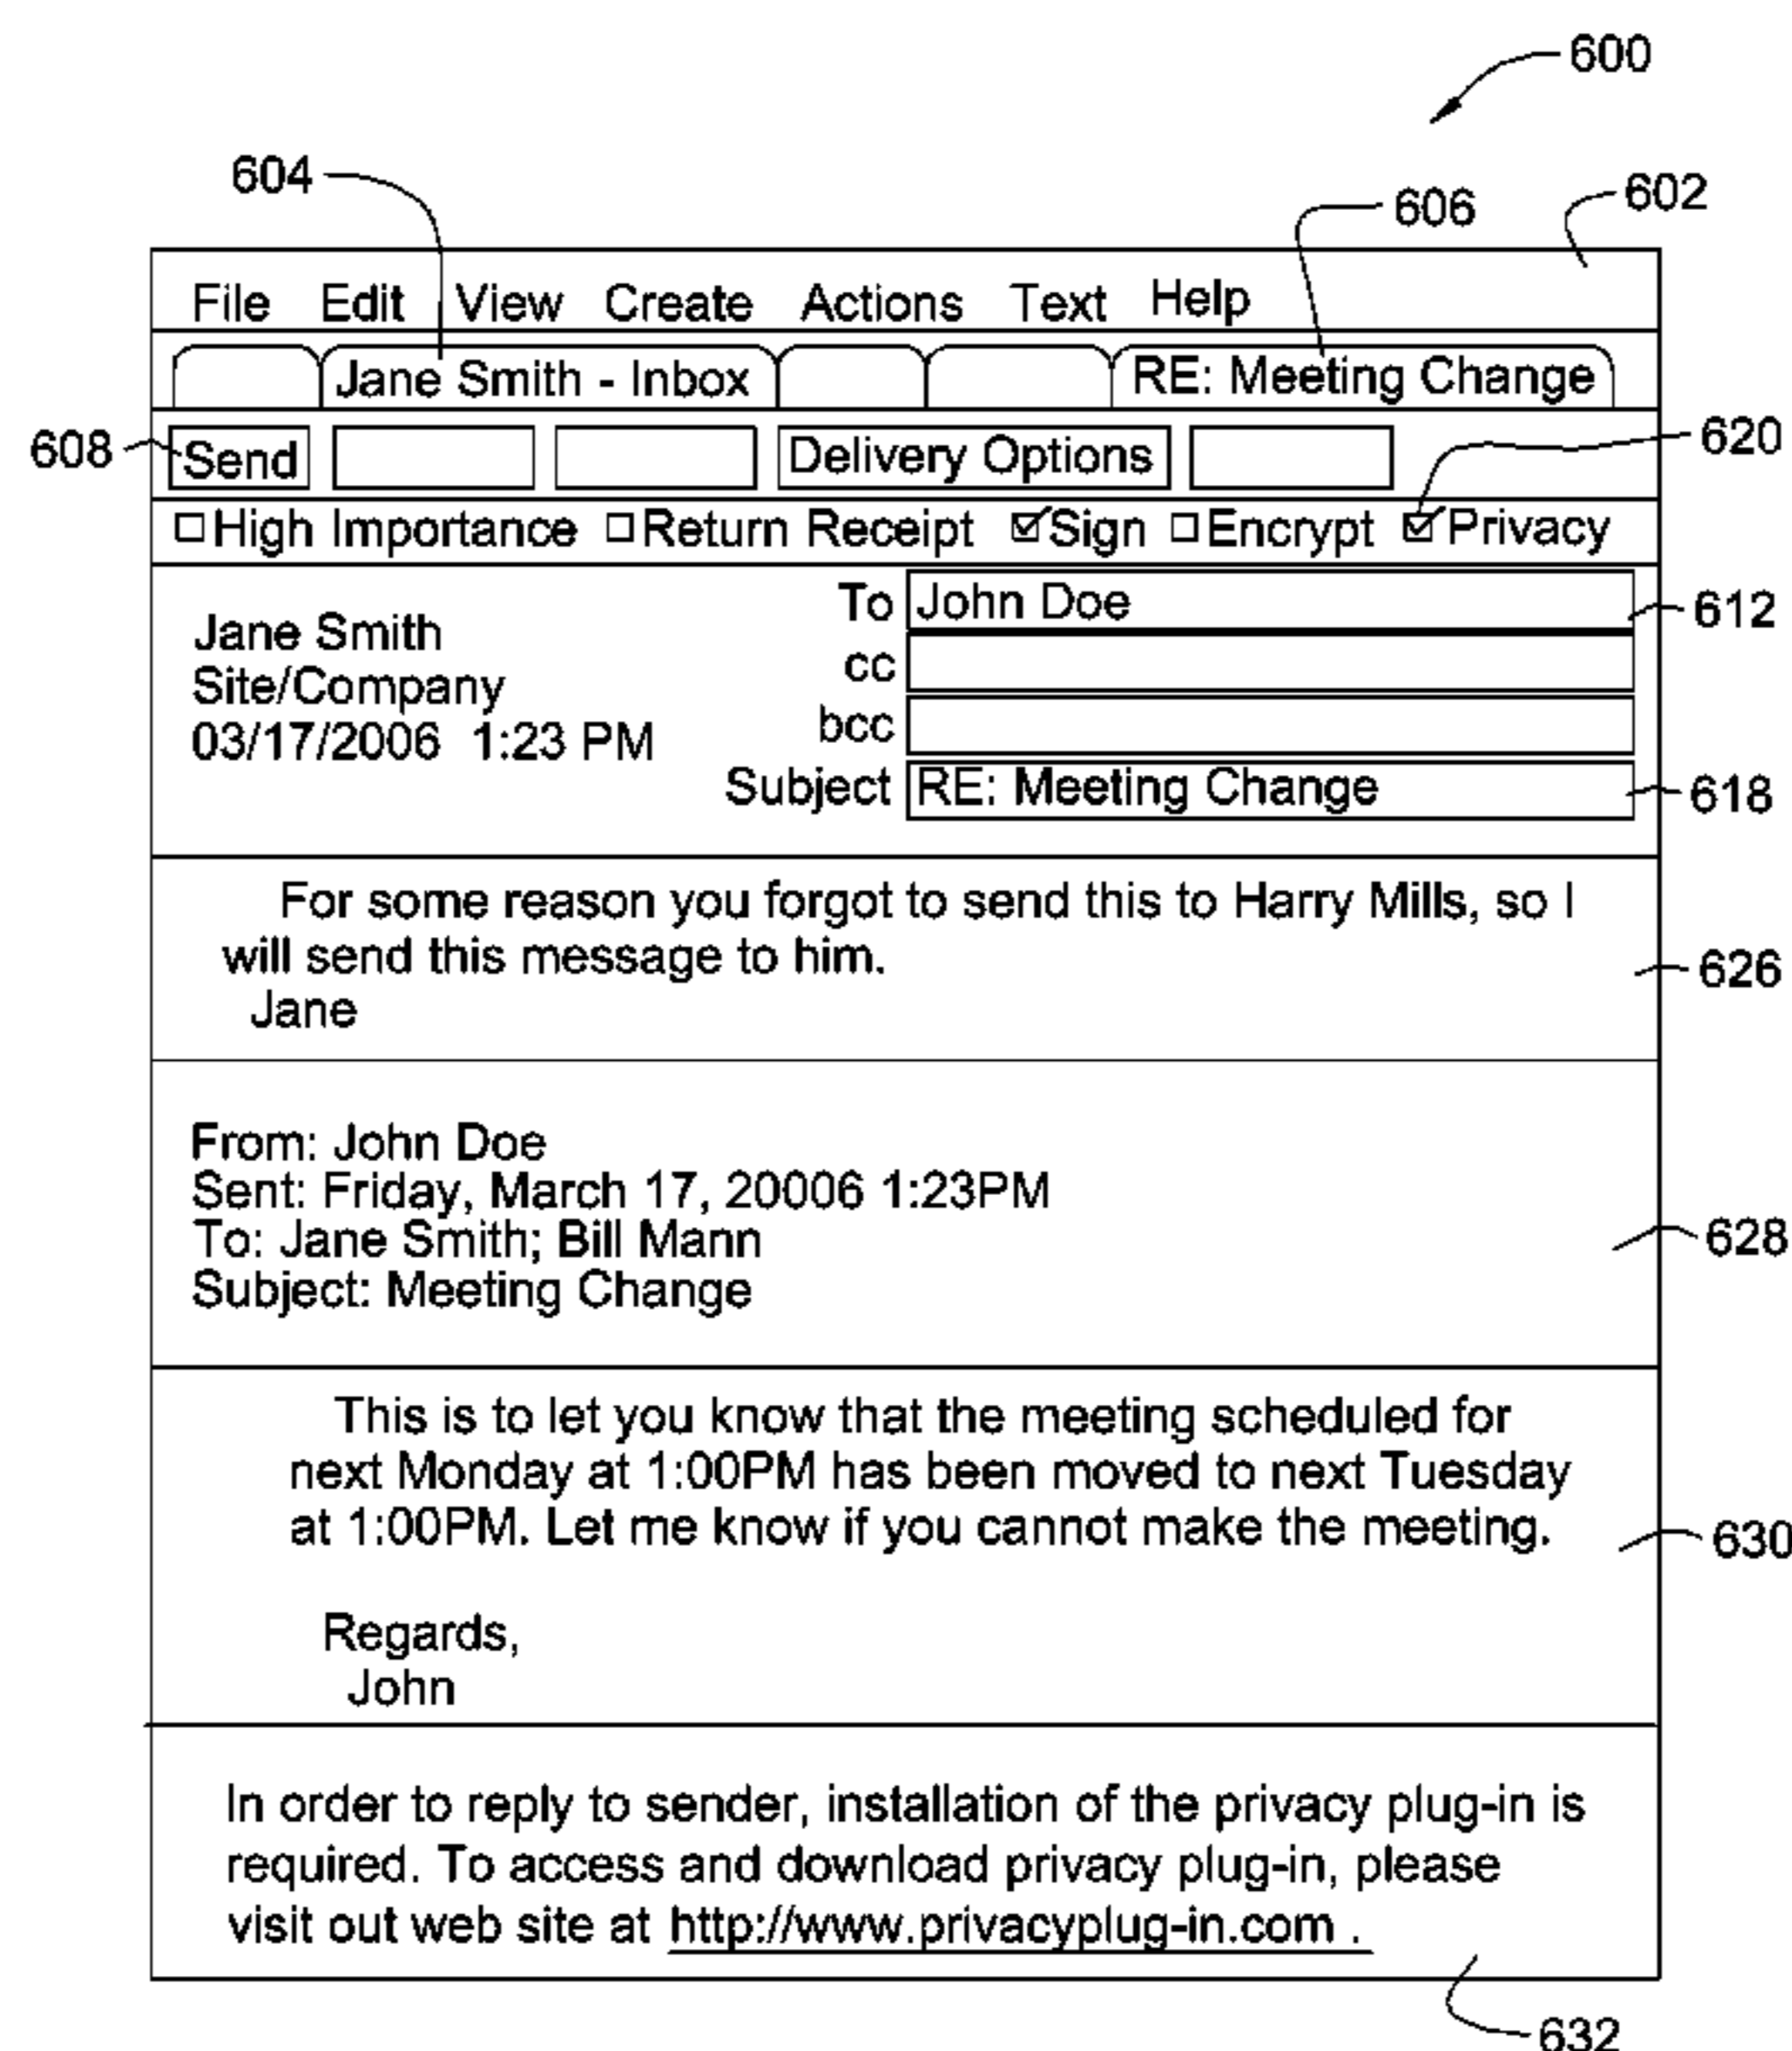 600
604
606
602
File Edit View Create Actions Text Help
Jane Smith - Inbox RE: Meeting Change
608 Send Delivery Options 620
High Importance Return Receipt Sign Encrypt Privacy
To John Doe 612
Jane Smith
cc
Site/Company
bcc
03/17/2006 1:23 PM
Subject RE: Meeting Change 618
For some reason you forgot to send this to Harry Mills, so I
will send this message to him.
Jane
626
From: John Doe
Sent: Friday, March 17, 20006 1:23PM
To: Jane Smith; Bill Mann
Subject: Meeting Change
628
This is to let you know that the meeting scheduled for
next Monday at 1:00PM has been moved to next Tuesday
at 1:00PM. Let me know if you cannot make the meeting.
630
Regards,
John
In order to reply to sender, installation of the privacy plug-in is
required. To access and download privacy plug-in, please
visit out web site at http://www.privacyplug-in.com .
632